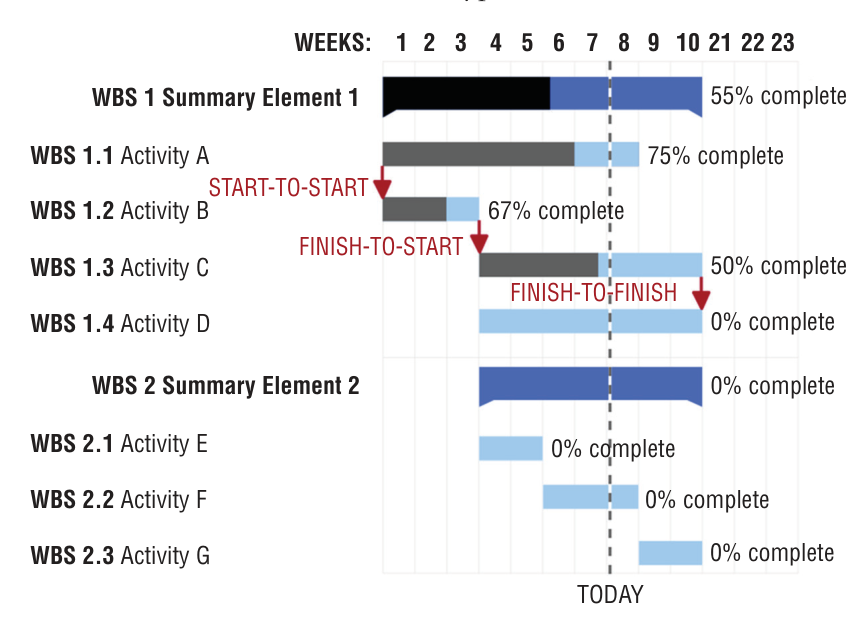 WEEKS: 1 2 3 4 5 6 7 8 9 10 21 22 23
WBS 1 Summary Element 1 55% complete
WBS 1.1 Activity A 75% complete
START-TO-START
WBS 1.2 Activity B 67% complete
FINISH-TO-START
WBS 1.3 Activity C 50% complete
FINISH-TO-FINISH
WBS 1.4 Activity D 0% complete
WBS 2 Summary Element 2 0% complete
WBS 2.1 Activity E 0% complete
WBS 2.2 Activity F 0% complete
WBS 2.3 Activity G 0% complete
TODAY